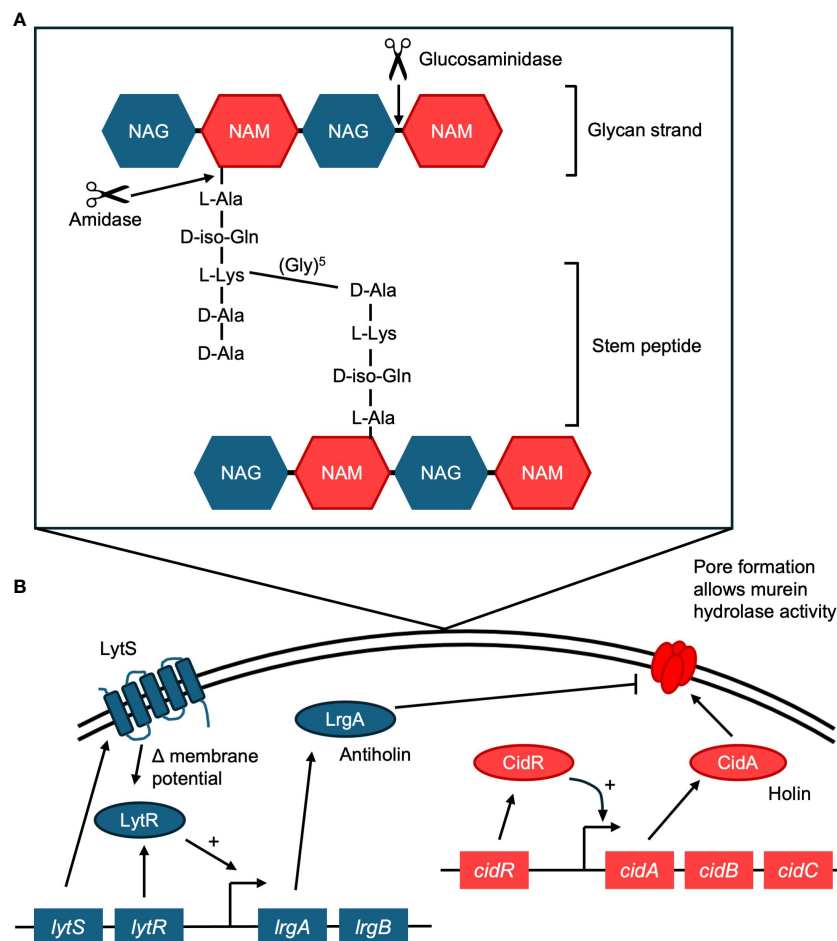 A
Glucosaminidase
NAG
NAM
NAG
NAM
Glycan strand
Amidase
L-Ala
D-iso-Gln
L-Lys
(Gly)⁵
D-Ala
D-Ala
D-Ala
L-Lys
D-iso-Gln
L-Ala
Stem peptide
NAG
NAM
NAG
NAM
B
Pore formation
allows murein
hydrolase activity
LytS
Δ membrane
potential
LrgA
Antiholin
LytR
+
CidR
+
CidA
Holin
cidR
cidA
cidB
cidC
lytS
lytR
lrgA
lrgB